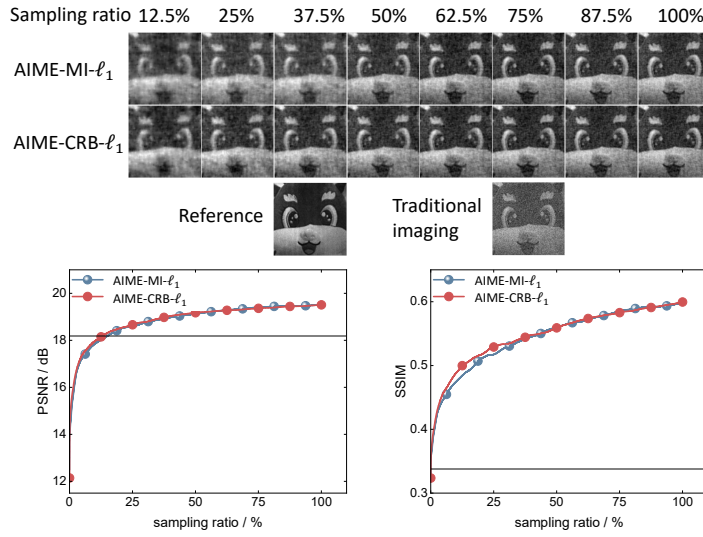 Sampling ratio 12.5% 25% 37.5% 50% 62.5% 75% 87.5% 100%
AIME-MI-ℓ₁
AIME-CRB-ℓ₁
Reference
Traditional
imaging
AIME-MI-ℓ₁
AIME-CRB-ℓ₁
20
18
16
14
12
PSNR / dB
0 25 50 75 100
sampling ratio / %
AIME-MI-ℓ₁
AIME-CRB-ℓ₁
0.6
0.5
0.4
0.3
SSIM
0 25 50 75 100
sampling ratio / %